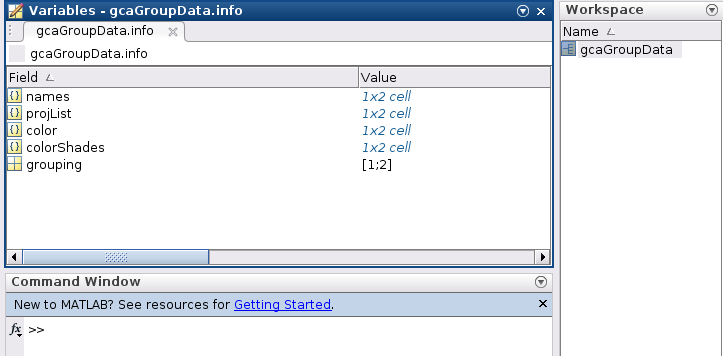 Variables - gcaGroupData.info
gcaGroupData.info
gcaGroupData.info
Field Value
names 1x2 cell
projList 1x2 cell
color 1x2 cell
colorShades 1x2 cell
grouping [1;2]
Command Window
New to MATLAB? See resources for Getting Started.
fx >>
Workspace
Name
gcaGroupData